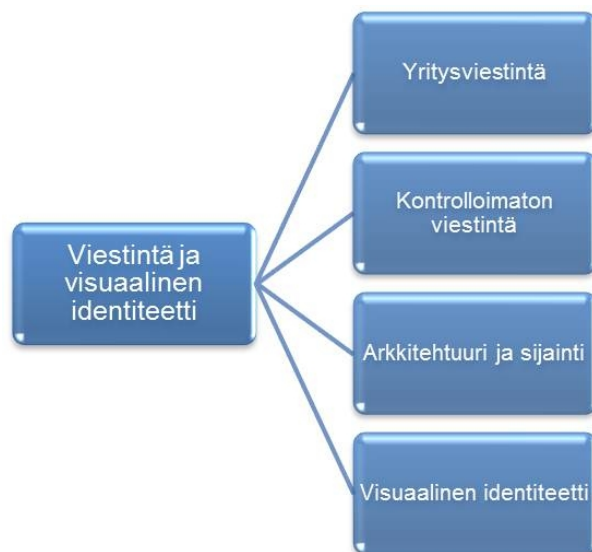 Viestintä ja
visuaalinen
identiteetti
Yritysviestintä
Kontrolloimaton
viestintä
Arkkitehtuuri ja sijainti
Visuaalinen identiteetti